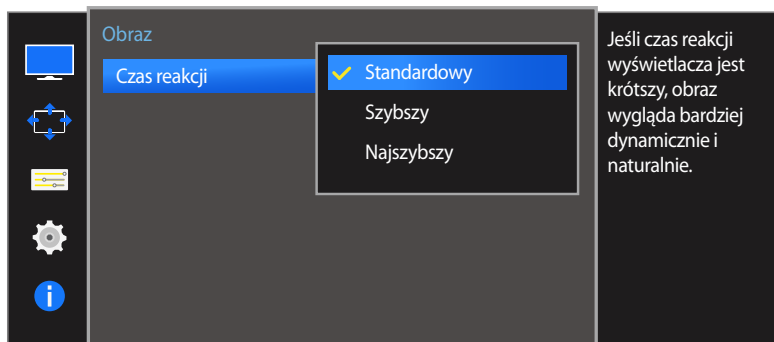 Obraz
Czas reakcji
Standardowy
Szybszy
Najszybszy
Jeśli czas reakcji
wyświetlacza jest
krótszy, obraz
wygląda bardziej
dynamicznie i
naturalnie.